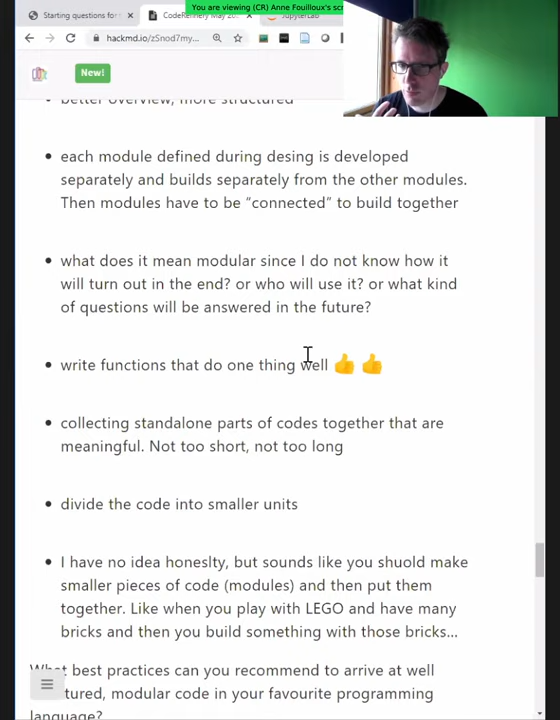 You are viewing (CR) Anne Fouilloux's scr
Starting questions for
CodeRefinery May 20
JupyterLab
hackmd.io/zSnod7my...
New!
better overview, more structured
each module defined during desing is developed
separately and builds separately from the other modules.
Then modules have to be “connected” to build together
what does it mean modular since I do not know how it
will turn out in the end? or who will use it? or what kind
of questions will be answered in the future?
write functions that do one thing well 👍 👍
collecting standalone parts of codes together that are
meaningful. Not too short, not too long
divide the code into smaller units
I have no idea honeslty, but sounds like you shuold make
smaller pieces of code (modules) and then put them
together. Like when you play with LEGO and have many
bricks and then you build something with those bricks...
What best practices can you recommend to arrive at well
tured, modular code in your favourite programming
language?